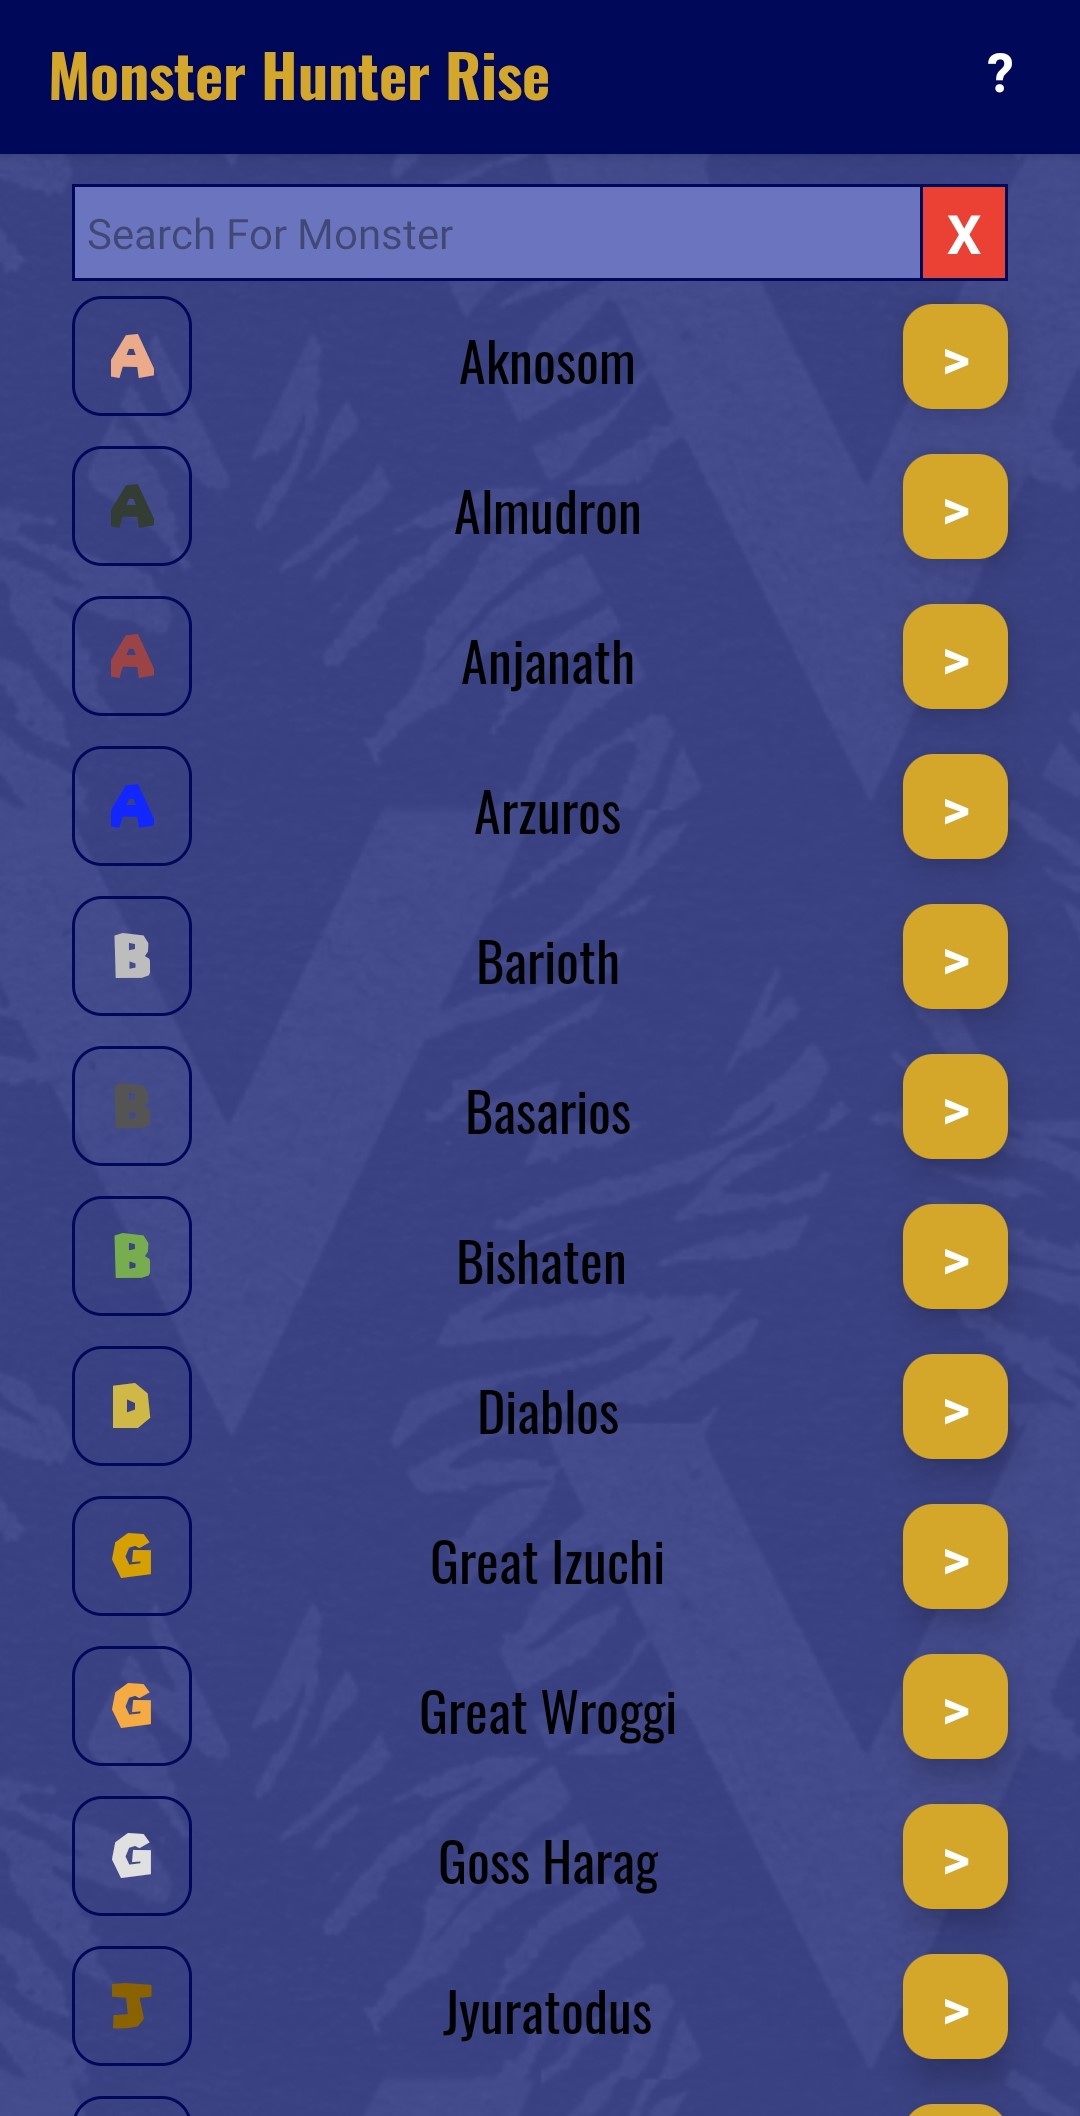 Monster Hunter Rise ?
Search For Monster X
A Aknosom >
A Almudron >
A Anjanath >
A Arzuros >
B Barioth >
B Basarios >
B Bishaten >
D Diablos >
G Great Izuchi >
G Great Wroggi >
G Goss Harag >
J Jyuratodus >